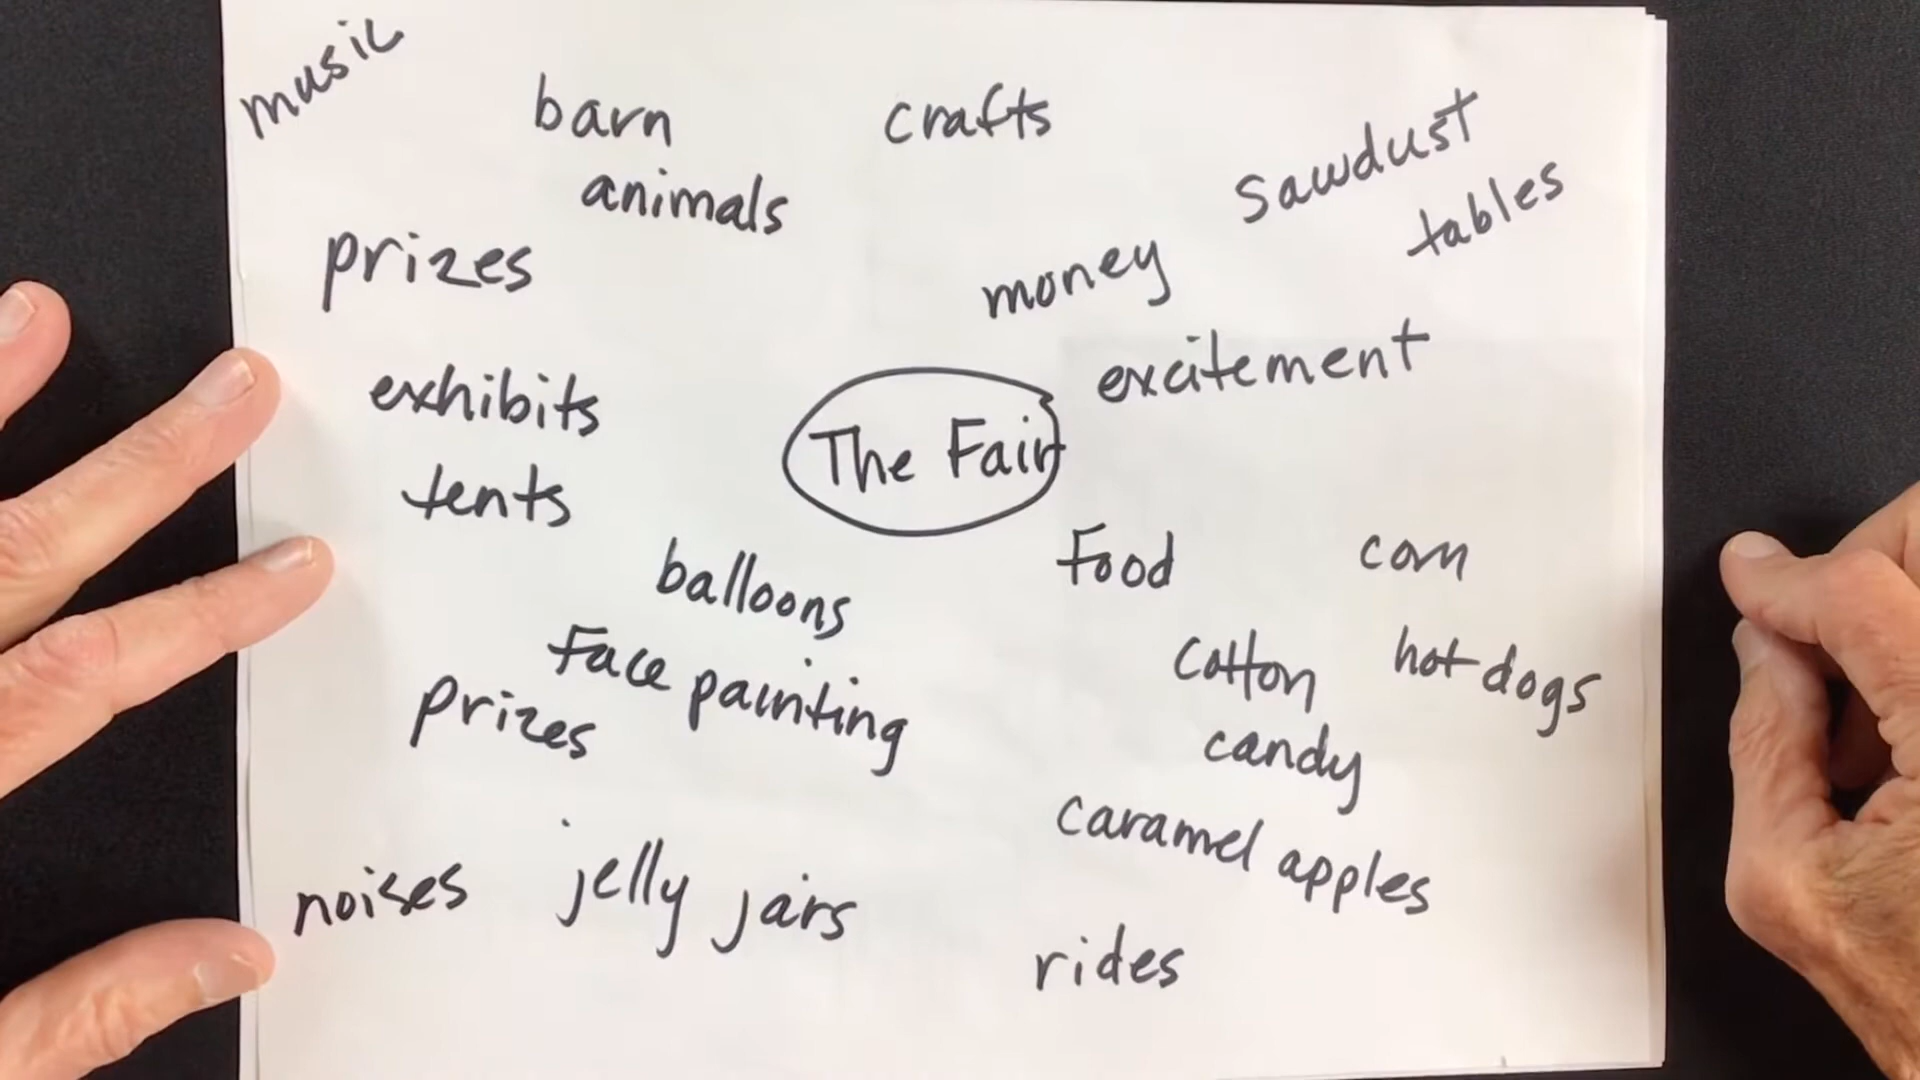 music
barn
animals
crafts
sawdust
tables
prizes
money
excitement
exhibits
The Fair
tents
balloons
Food
corn
Face painting
prizes
cotton
candy
hot dogs
caramel apples
noises
jelly jars
rides